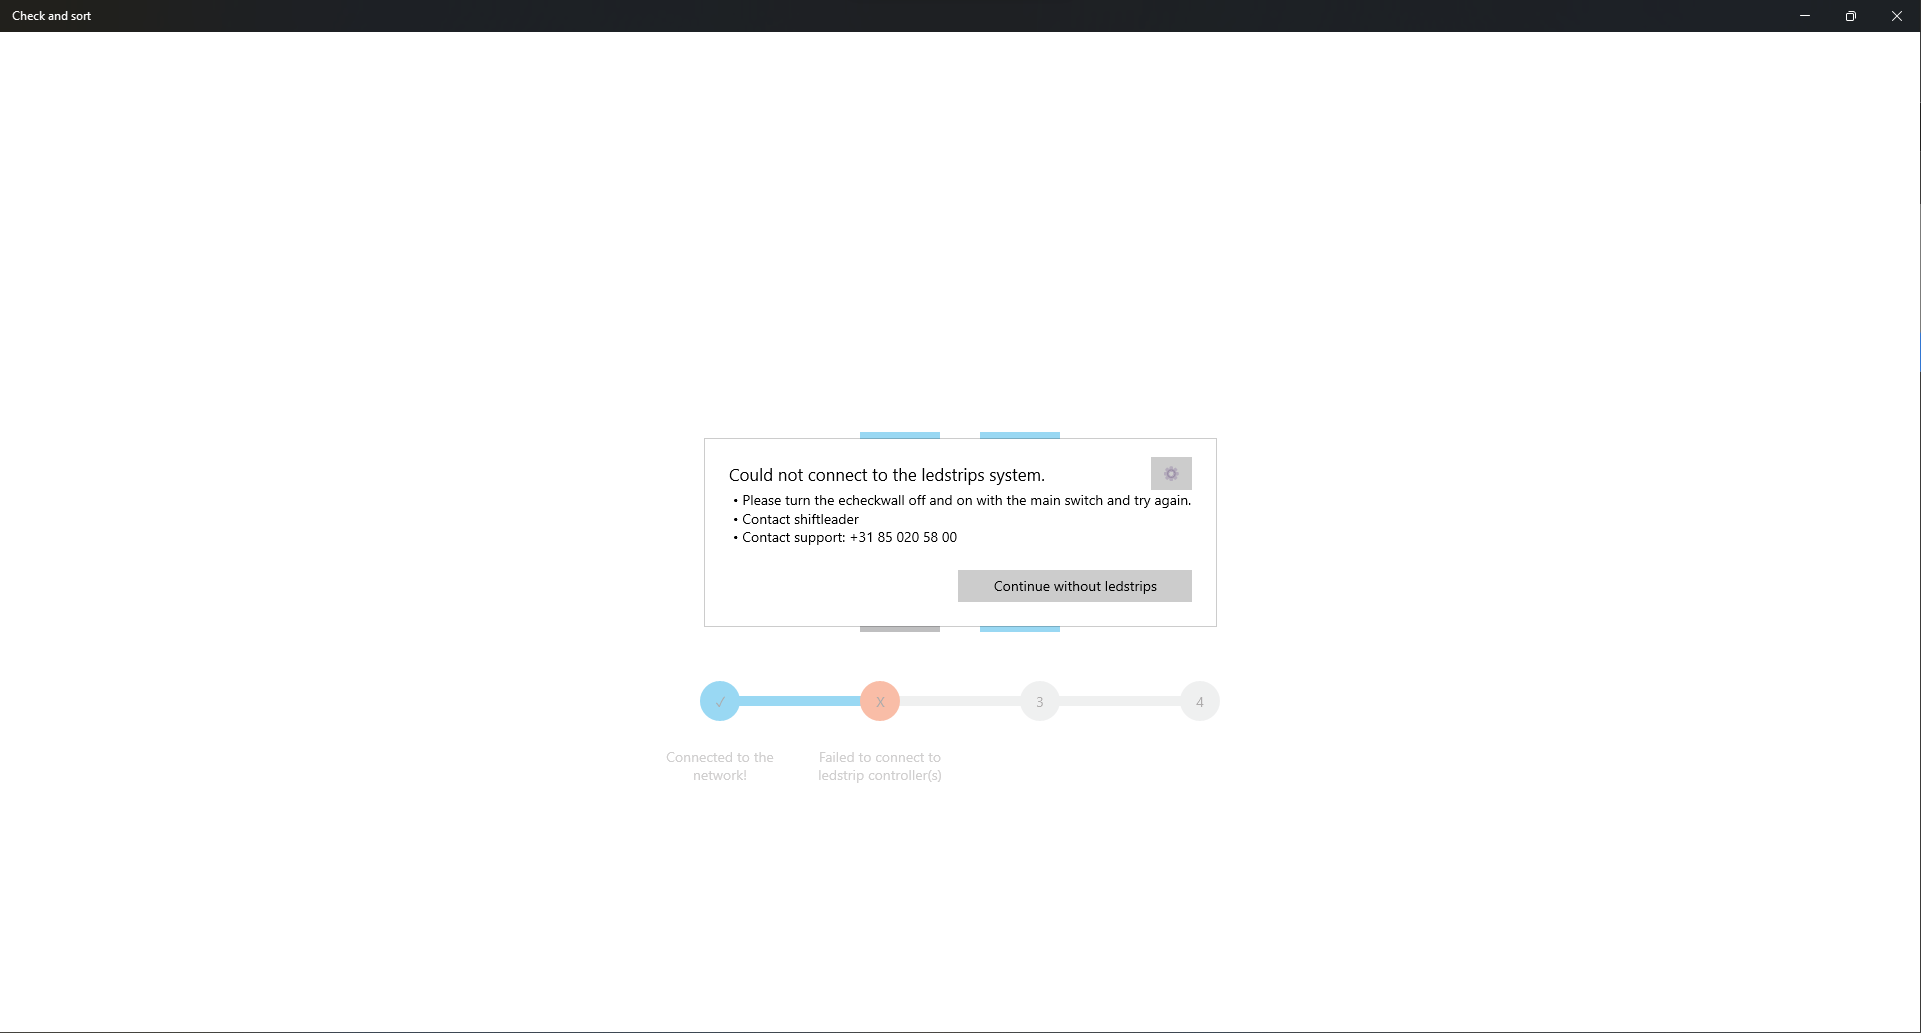 Check and sort
Could not connect to the ledstrips system.
• Please turn the echeckwall off and on with the main switch and try again.
• Contact shiftleader
• Contact support: +31 85 020 58 00
Continue without ledstrips
✓
X
3
4
Connected to the
network!
Failed to connect to
ledstrip controller(s)